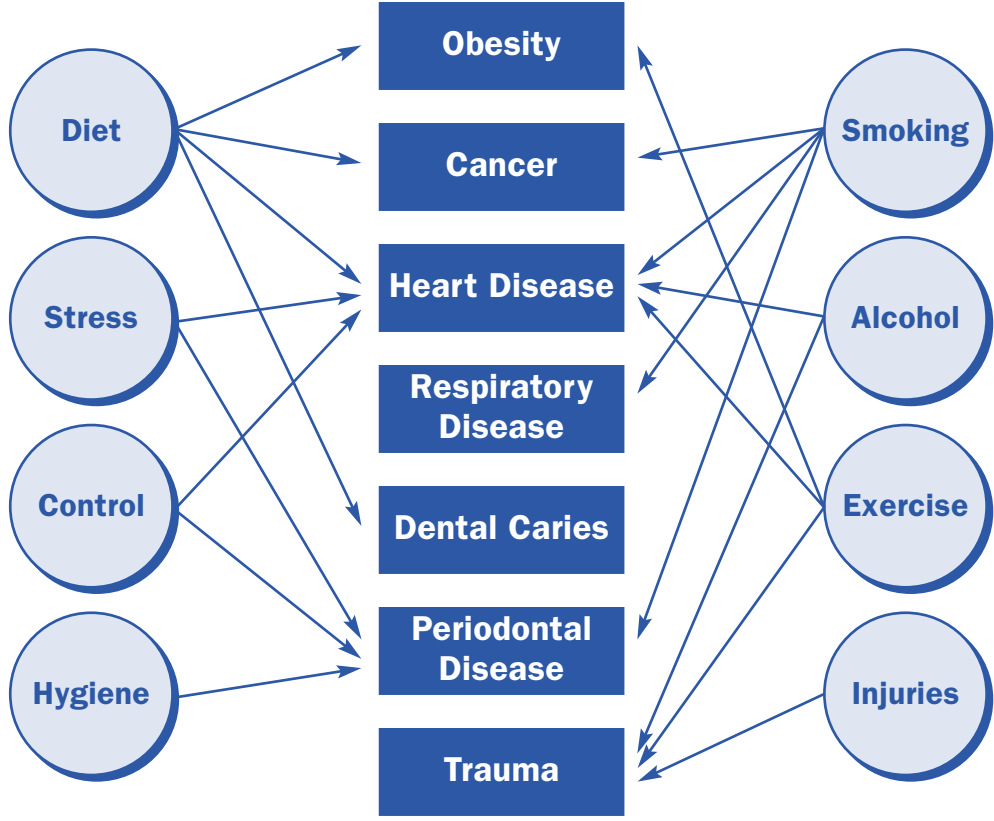 Diet
Stress
Control
Hygiene
Obesity
Cancer
Heart Disease
Respiratory
Disease
Dental Caries
Periodontal
Disease
Trauma
Smoking
Alcohol
Exercise
Injuries